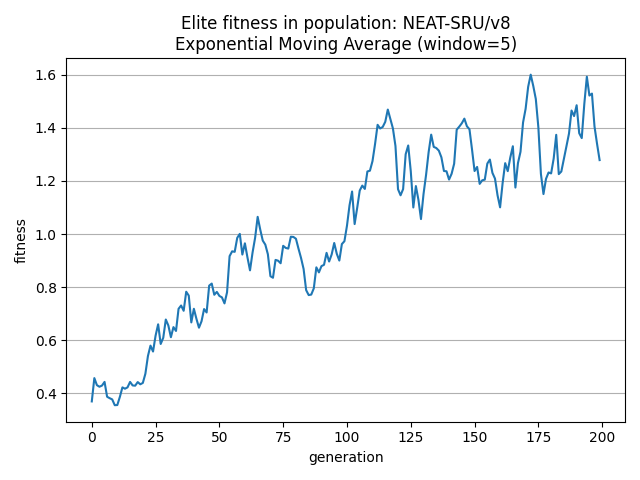 Elite fitness in population: NEAT-SRU/v8
Exponential Moving Average (window=5)
1.6
1.4
1.2
1.0
0.8
0.6
0.4
fitness
0 25 50 75 100 125 150 175 200
generation